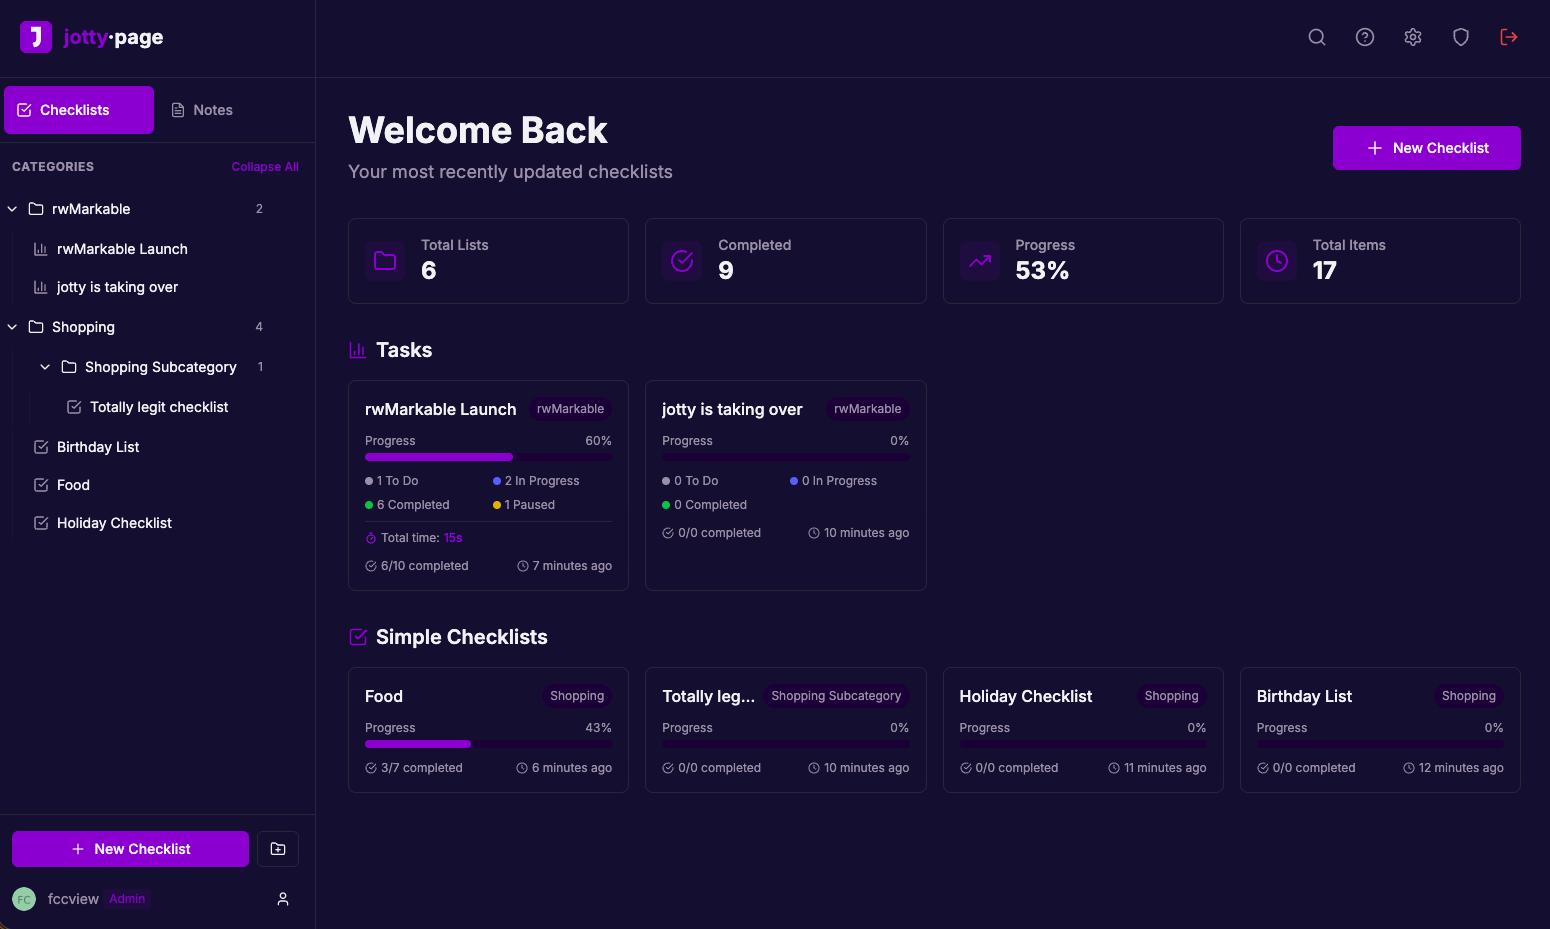 jotty·page
Checklists
Notes
CATEGORIES
Collapse All
rwMarkable
2
rwMarkable Launch
jotty is taking over
Shopping
4
Shopping Subcategory
1
Totally legit checklist
Birthday List
Food
Holiday Checklist
New Checklist
FC
fccview
Admin
Welcome Back
Your most recently updated checklists
New Checklist
Total Lists
6
Completed
9
Progress
53%
Total Items
17
Tasks
rwMarkable Launch
rwMarkable
Progress
60%
1 To Do
2 In Progress
6 Completed
1 Paused
Total time: 15s
6/10 completed
7 minutes ago
jotty is taking over
rwMarkable
Progress
0%
0 To Do
0 In Progress
0 Completed
0/0 completed
10 minutes ago
Simple Checklists
Food
Shopping
Progress
43%
3/7 completed
6 minutes ago
Totally leg...
Shopping Subcategory
Progress
0%
0/0 completed
10 minutes ago
Holiday Checklist
Shopping
Progress
0%
0/0 completed
11 minutes ago
Birthday List
Shopping
Progress
0%
0/0 completed
12 minutes ago